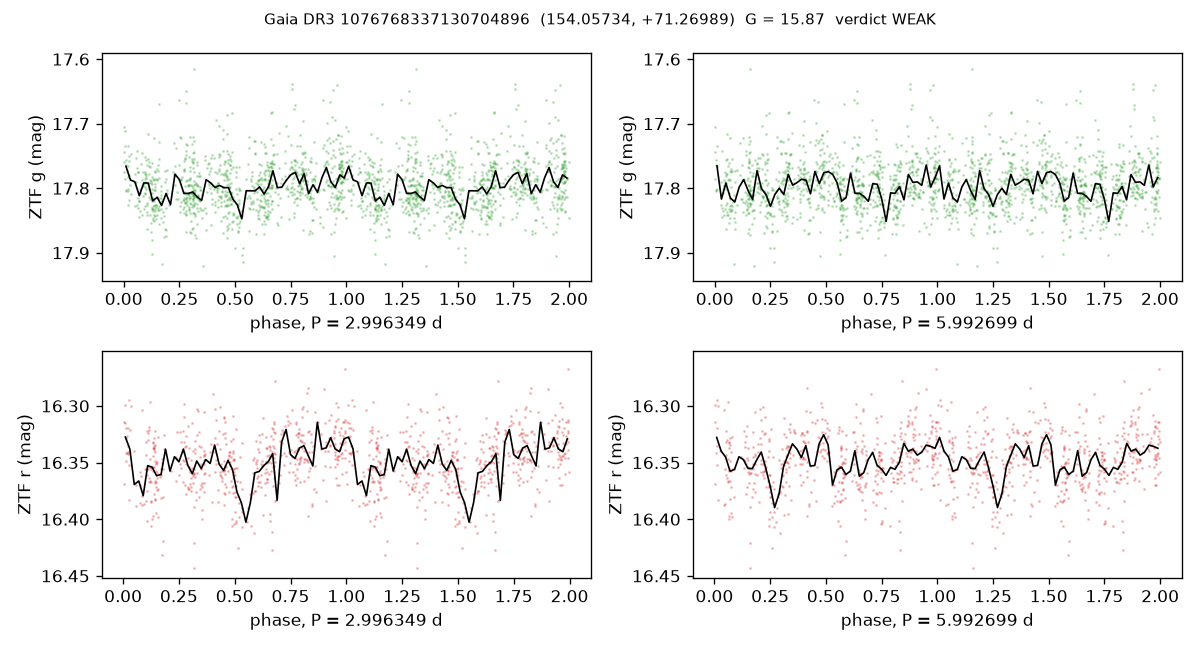 Gaia DR3 1076768337130704896 (154.05734, +71.26989) G = 15.87 verdict WEAK
ZTF g (mag)
17.6
17.7
17.8
17.9
0.00 0.25 0.50 0.75 1.00 1.25 1.50 1.75 2.00
phase, P = 2.996349 d
ZTF g (mag)
17.6
17.7
17.8
17.9
0.00 0.25 0.50 0.75 1.00 1.25 1.50 1.75 2.00
phase, P = 5.992699 d
ZTF r (mag)
16.30
16.35
16.40
16.45
0.00 0.25 0.50 0.75 1.00 1.25 1.50 1.75 2.00
phase, P = 2.996349 d
ZTF r (mag)
16.30
16.35
16.40
16.45
0.00 0.25 0.50 0.75 1.00 1.25 1.50 1.75 2.00
phase, P = 5.992699 d